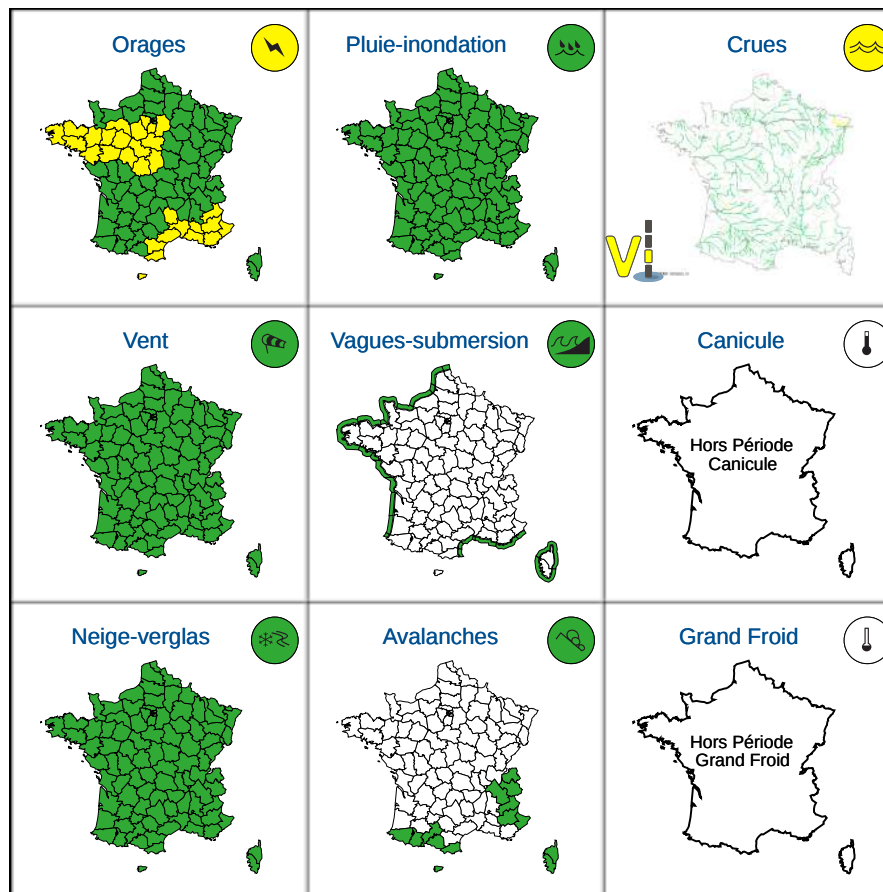 Orages
Pluie-inondation
Crues
Vi
Vent
Vagues-submersion
Canicule
Hors Période
Canicule
Neige-verglas
Avalanches
Grand Froid
Hors Période
Grand Froid